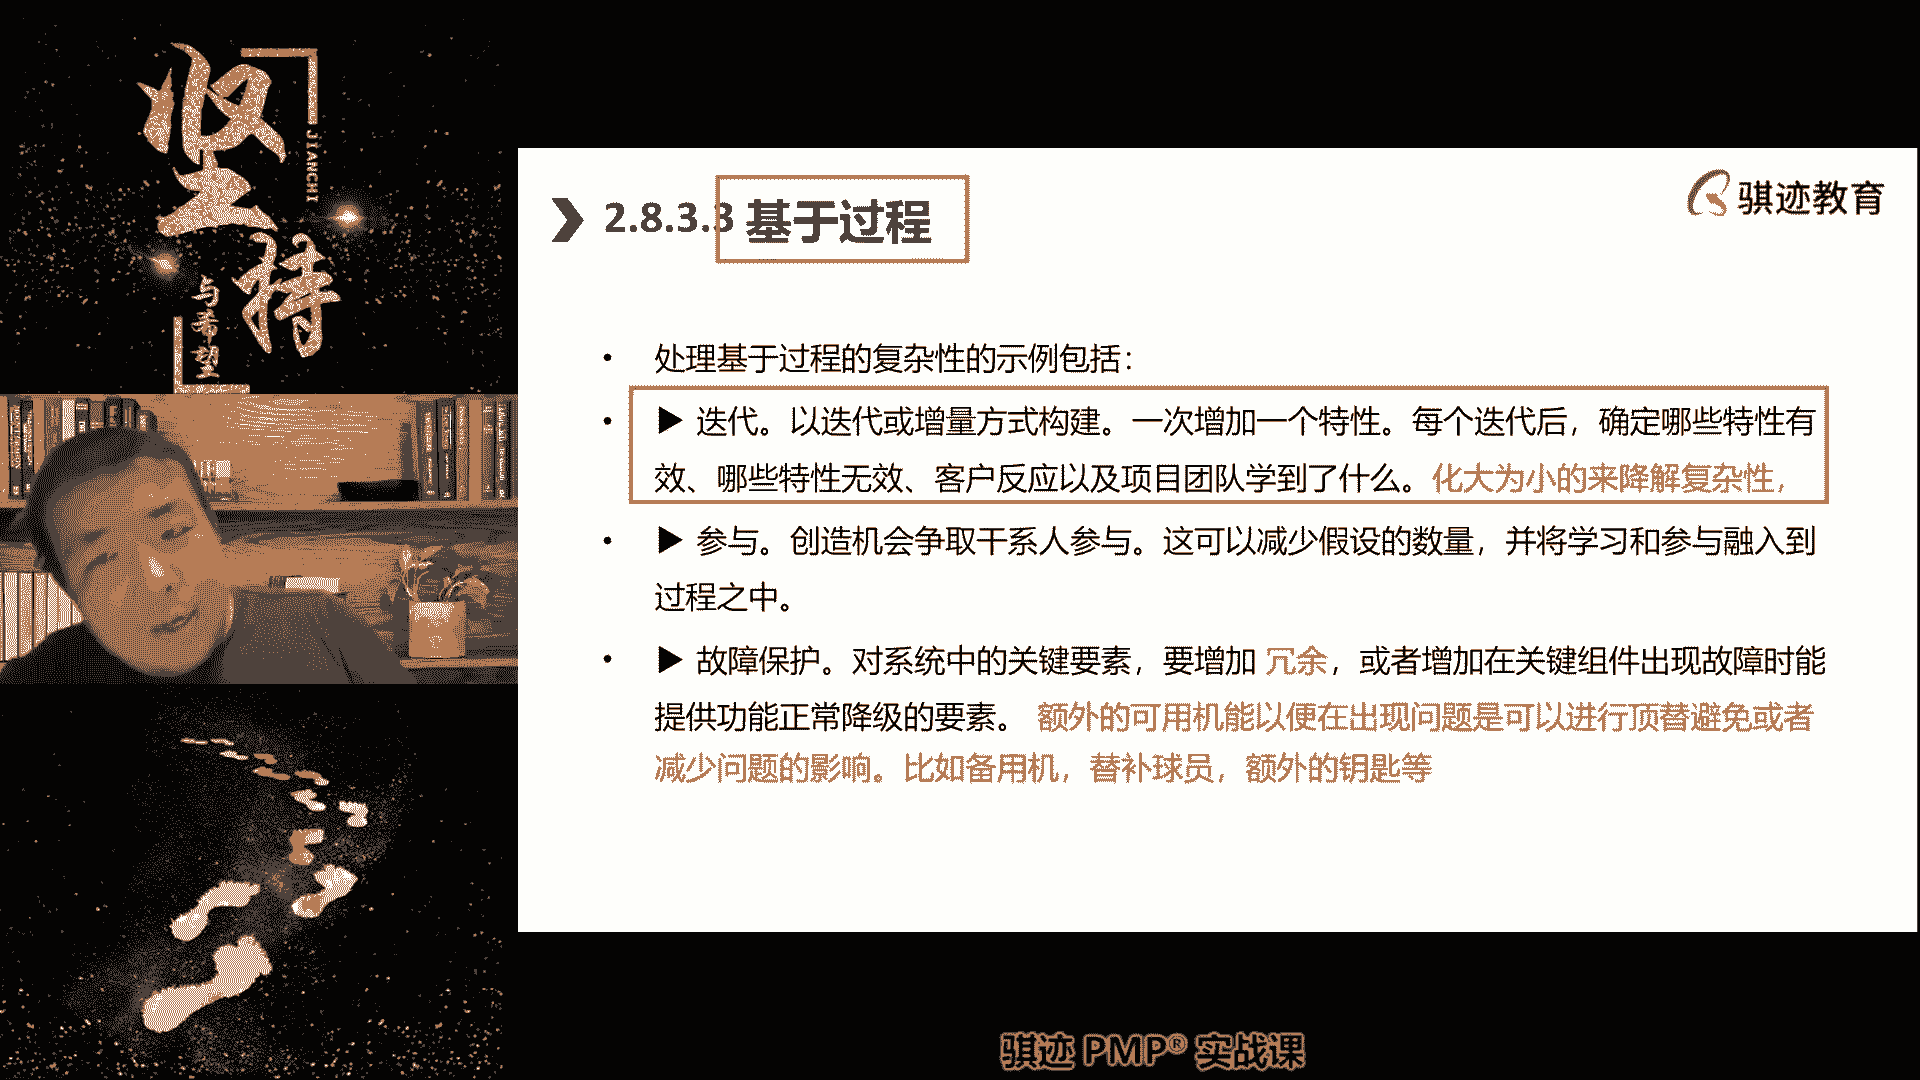 坚持
JIANCHI
与希望
2.8.3.3 基于过程
骐迹教育
• 处理基于过程的复杂性的示例包括：
• ▶ 迭代。以迭代或增量方式构建。一次增加一个特性。每个迭代后，确定哪些特性有
效、哪些特性无效、客户反应以及项目团队学到了什么。化大为小的来降解复杂性，
• ▶ 参与。创造机会争取干系人参与。这可以减少假设的数量，并将学习和参与融入到
过程之中。
• ▶ 故障保护。对系统中的关键要素，要增加 冗余，或者增加在关键组件出现故障时能
提供功能正常降级的要素。 额外的可用机能以便在出现问题是可以进行顶替避免或者
减少问题的影响。比如备用机，替补球员，额外的钥匙等
骐迹 PMP® 实战课